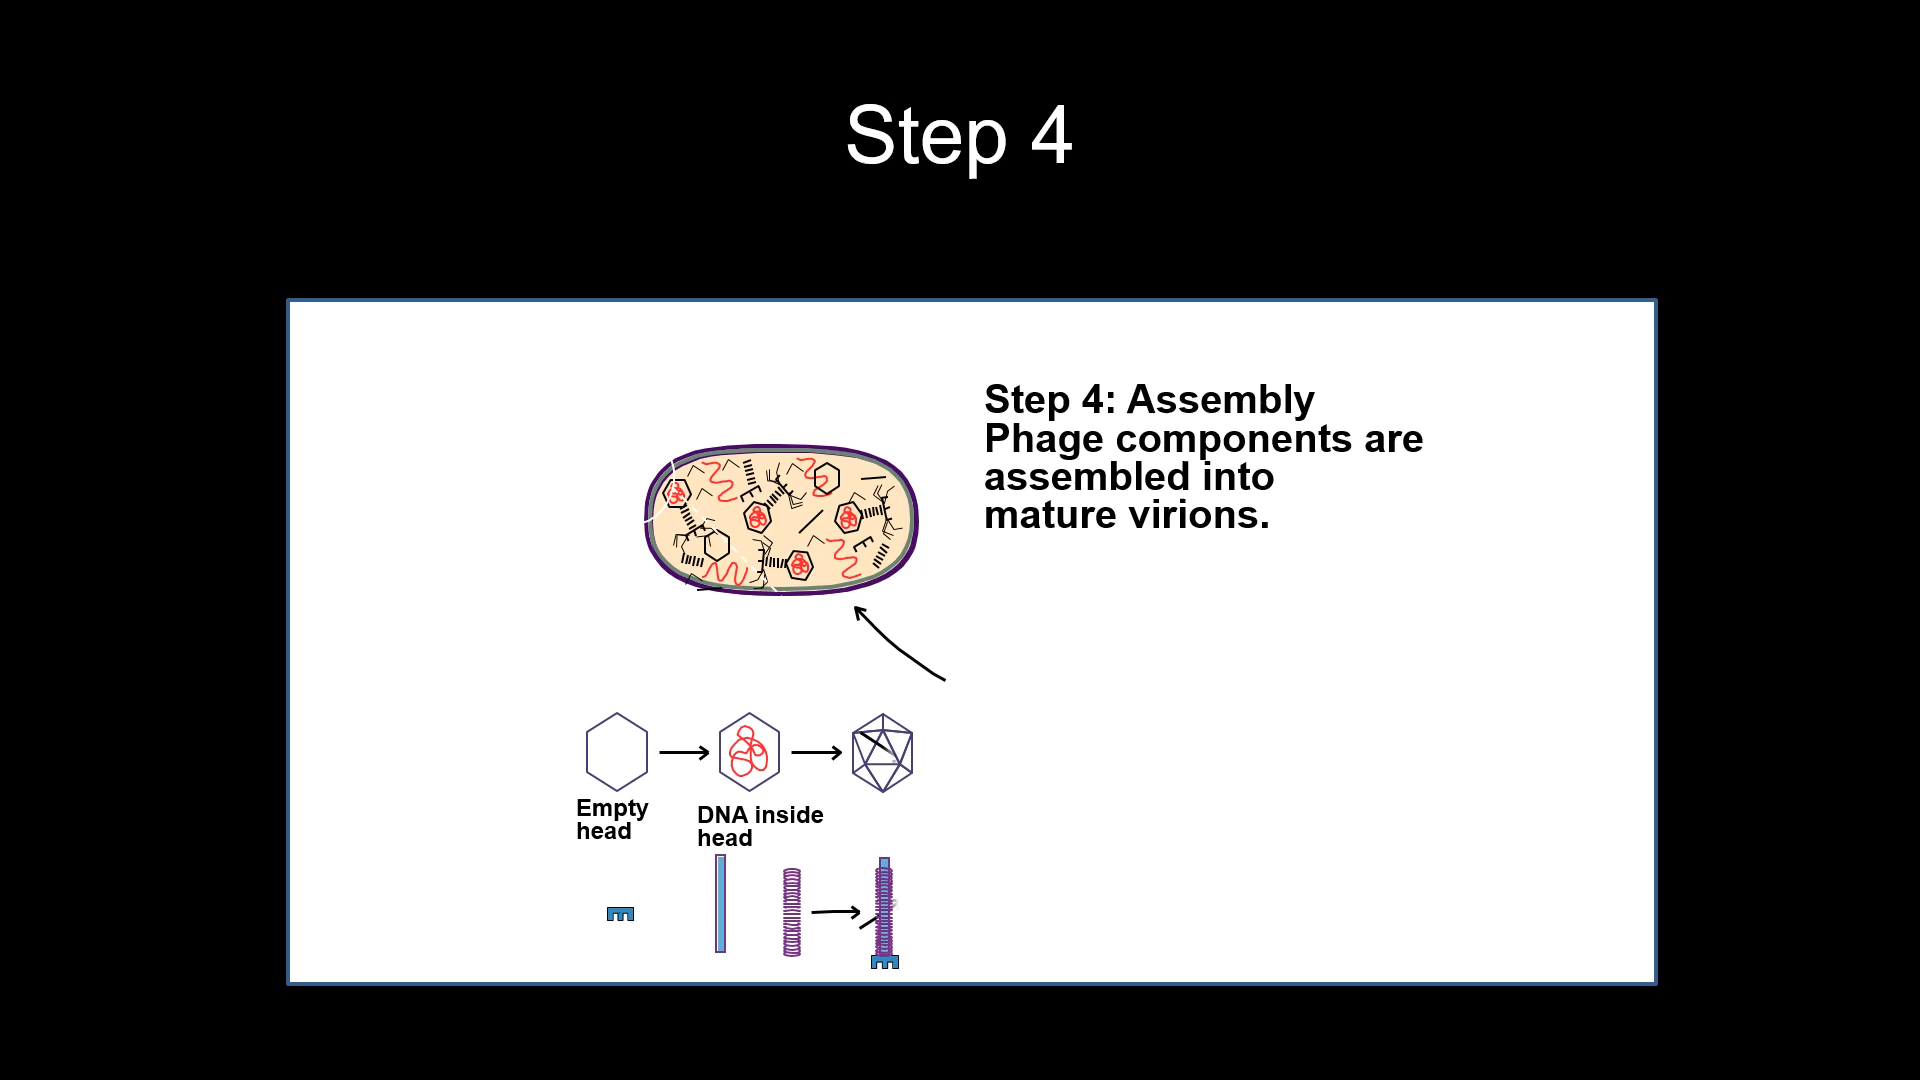 Step 4
Step 4: Assembly
Phage components are
assembled into
mature virions.
Empty
head
DNA inside
head